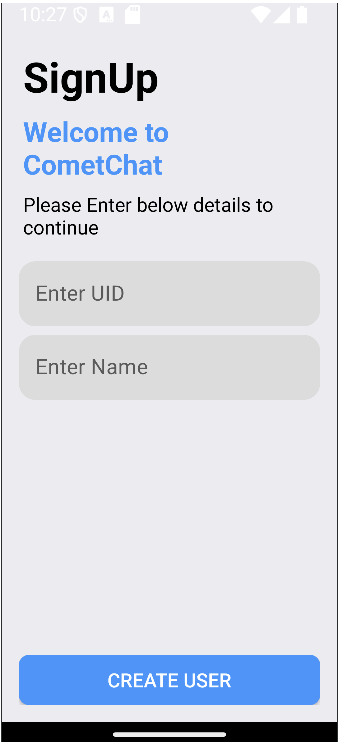 10:27
SignUp
Welcome to
CometChat
Please Enter below details to
continue
Enter UID
Enter Name
CREATE USER